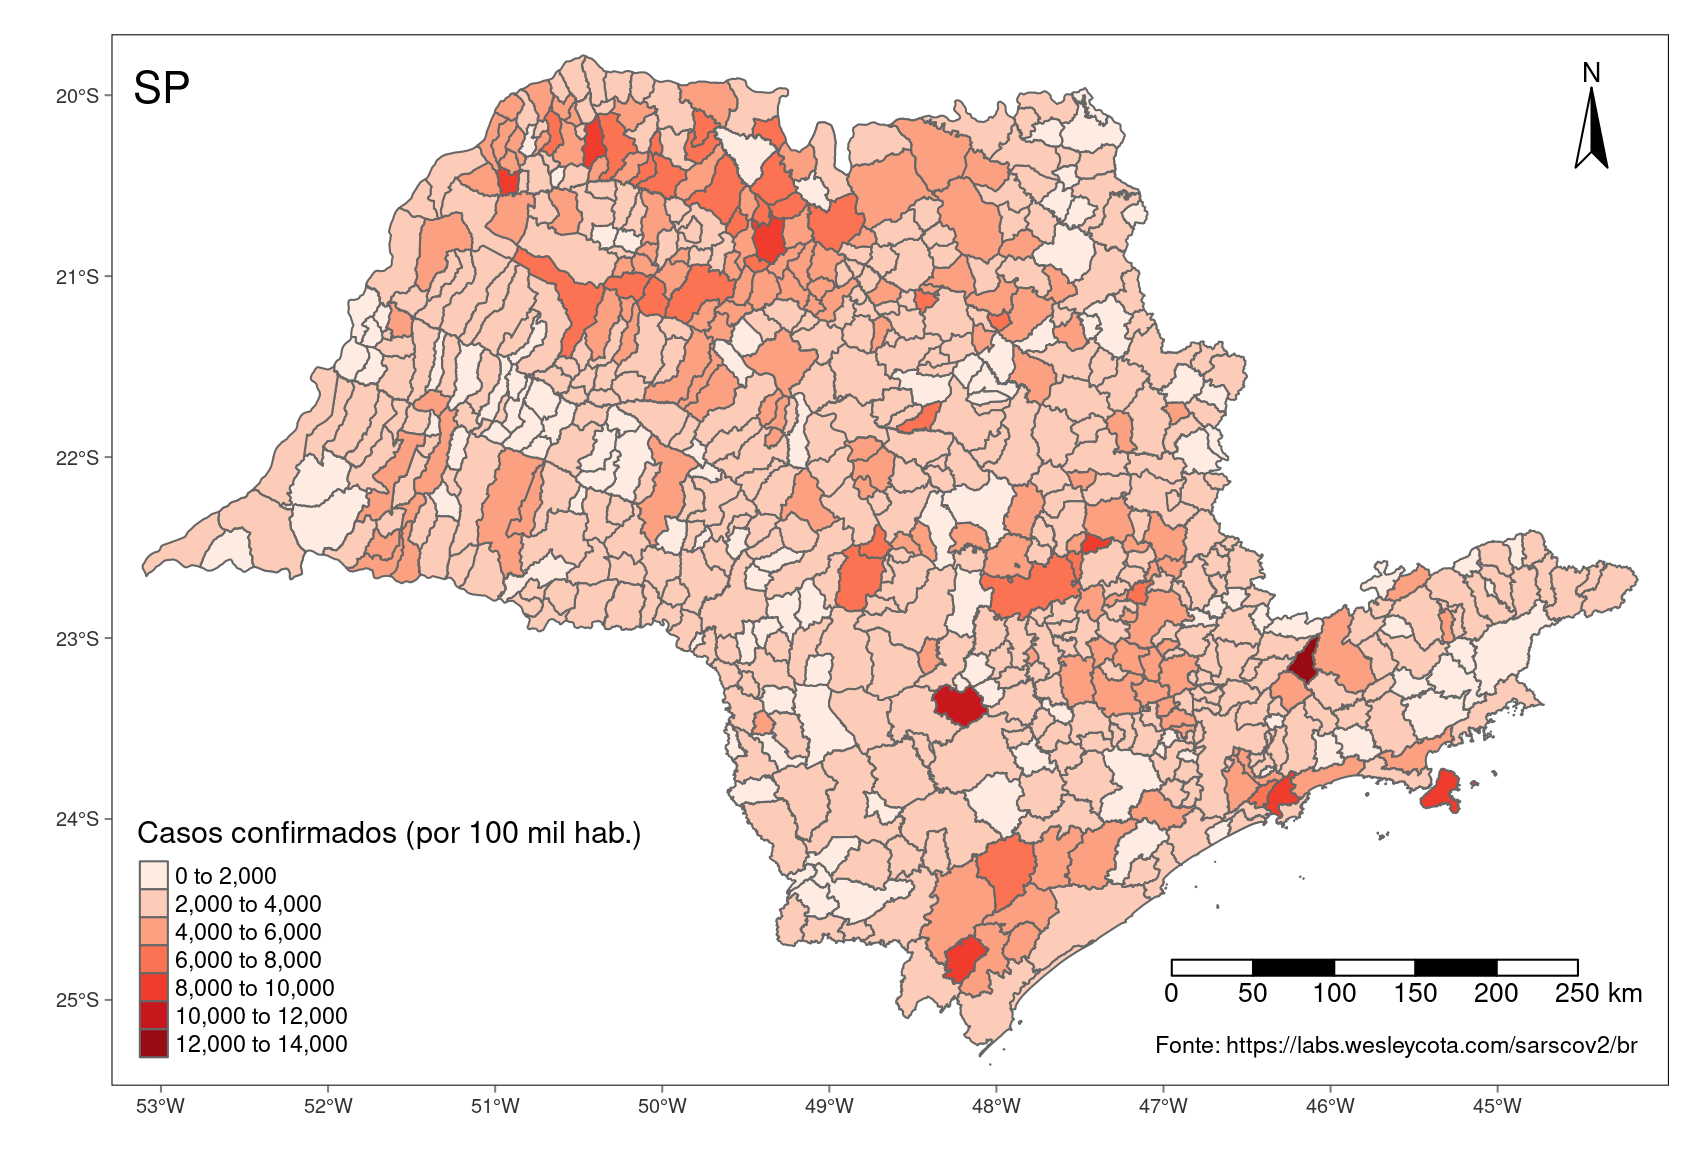 SP
N
20°S
21°S
22°S
23°S
24°S
25°S
Casos confirmados (por 100 mil hab.)
0 to 2,000
2,000 to 4,000
4,000 to 6,000
6,000 to 8,000
8,000 to 10,000
10,000 to 12,000
12,000 to 14,000
0 50 100 150 200 250 km
Fonte: https://labs.wesleycota.com/sarscov2/br
53°W 52°W 51°W 50°W 49°W 48°W 47°W 46°W 45°W